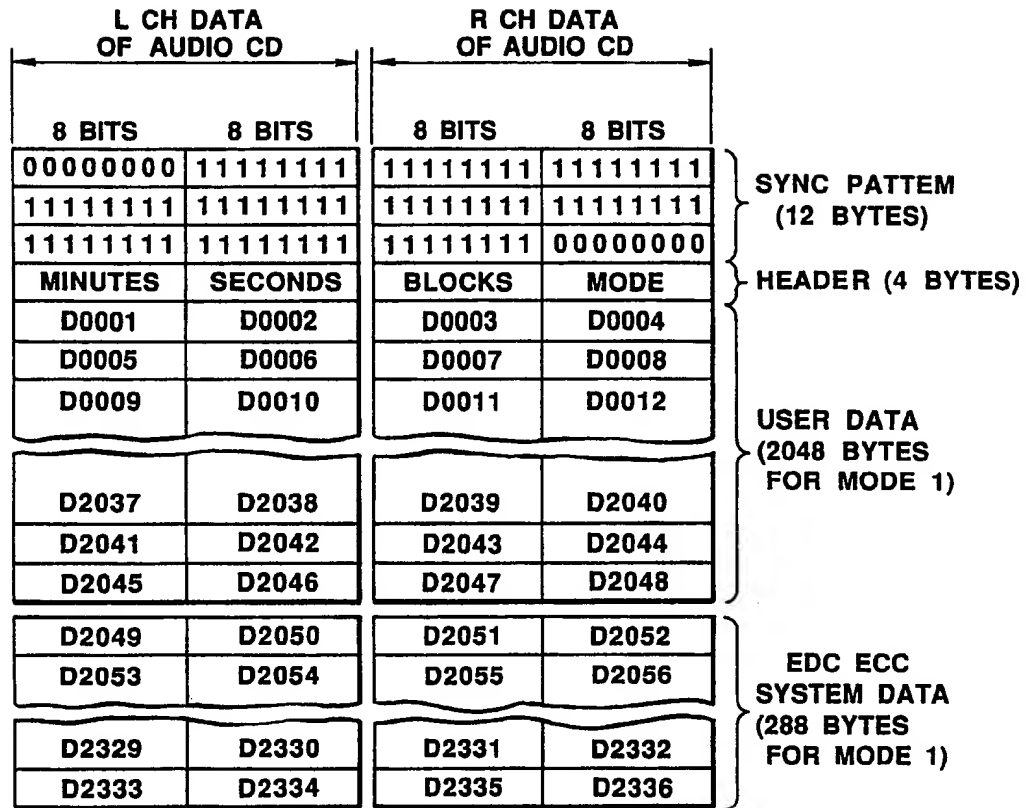 L CH DATA
OF AUDIO CD
R CH DATA
OF AUDIO CD
8 BITS 8 BITS 8 BITS 8 BITS
00000000 11111111 11111111 11111111
11111111 11111111 11111111 11111111
11111111 11111111 11111111 00000000
SYNC PATTEM
(12 BYTES)
MINUTES SECONDS BLOCKS MODE
HEADER (4 BYTES)
D0001 D0002 D0003 D0004
D0005 D0006 D0007 D0008
D0009 D0010 D0011 D0012
USER DATA
(2048 BYTES
FOR MODE 1)
D2037 D2038 D2039 D2040
D2041 D2042 D2043 D2044
D2045 D2046 D2047 D2048
D2049 D2050 D2051 D2052
D2053 D2054 D2055 D2056
EDC ECC
SYSTEM DATA
(288 BYTES
FOR MODE 1)
D2329 D2330 D2331 D2332
D2333 D2334 D2335 D2336